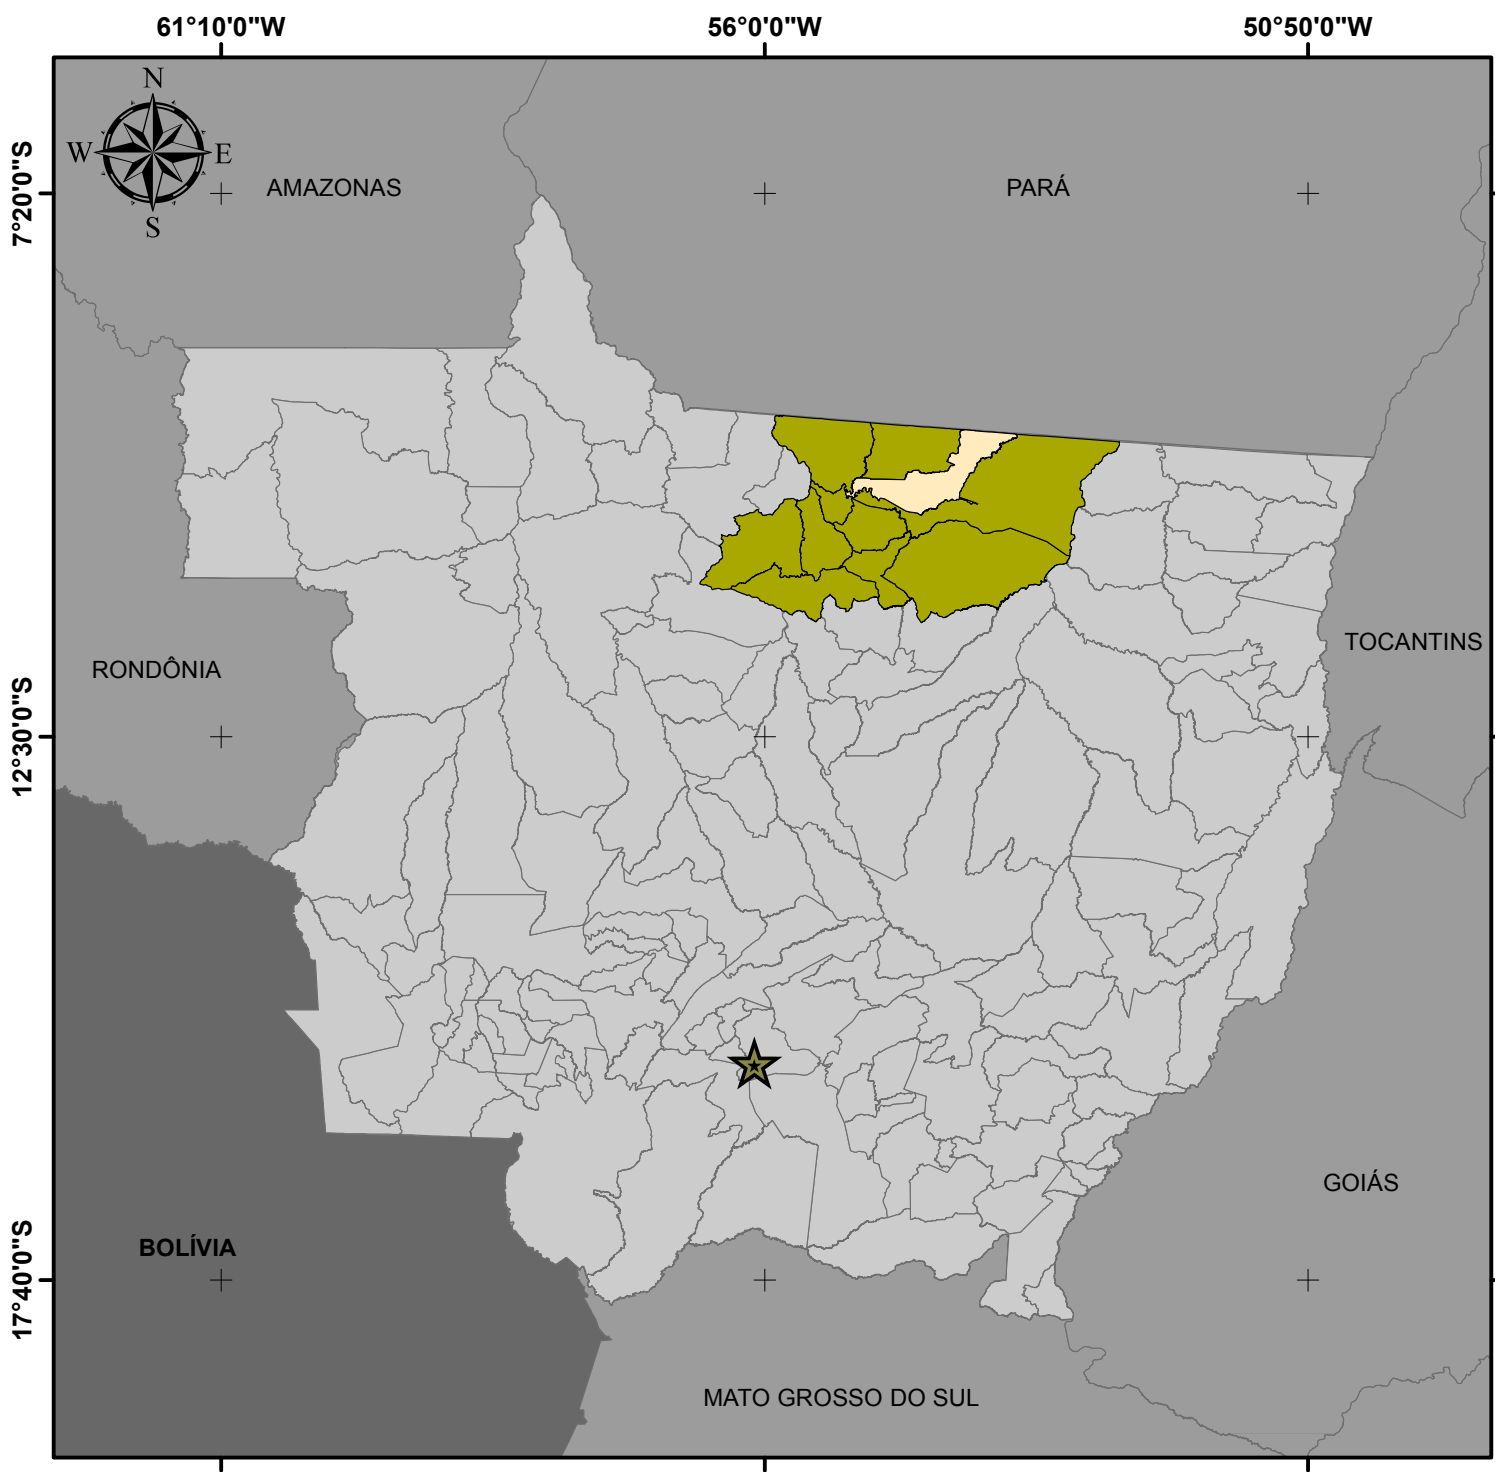 61°10'0"W 56°0'0"W 50°50'0"W
N
W E
S
7°20'0"S
AMAZONAS PARÁ
RONDÔNIA TOCANTINS
12°30'0"S
GOIÁS
BOLÍVIA
17°40'0"S
MATO GROSSO DO SUL